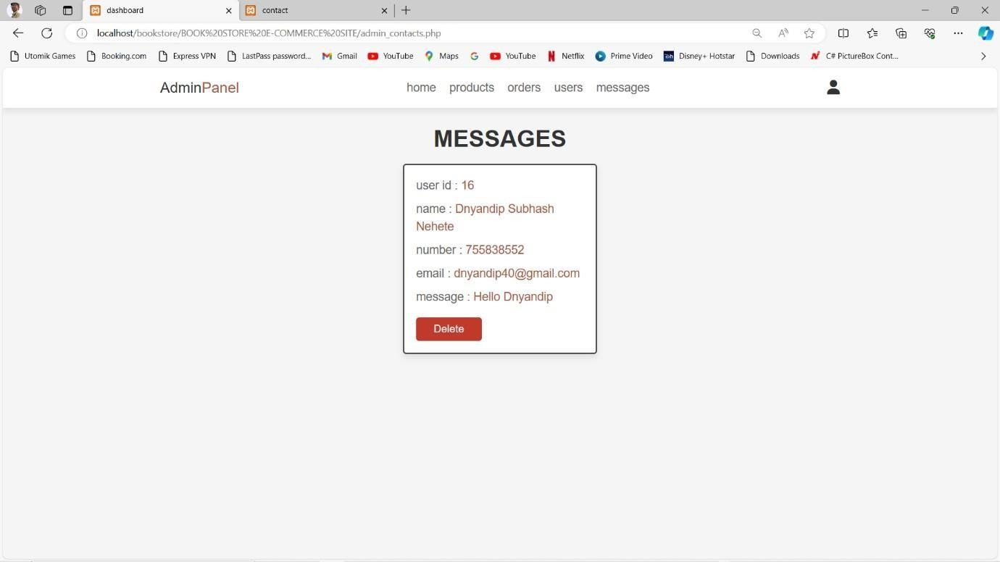 dashboard
contact
localhost/bookstore/BOOK%20STORE%20E-COMMERCE%20SITE/admin_contacts.php
Utomik Games Booking.com Express VPN LastPass password... Gmail YouTube Maps YouTube Netflix Prime Video Disney+ Hotstar Downloads C# PictureBox Cont...
AdminPanel home products orders users messages
MESSAGES
user id : 16
name : Dnyandip Subhash
Nehete
number : 755838552
email : dnyandip40@gmail.com
message : Hello Dnyandip
Delete